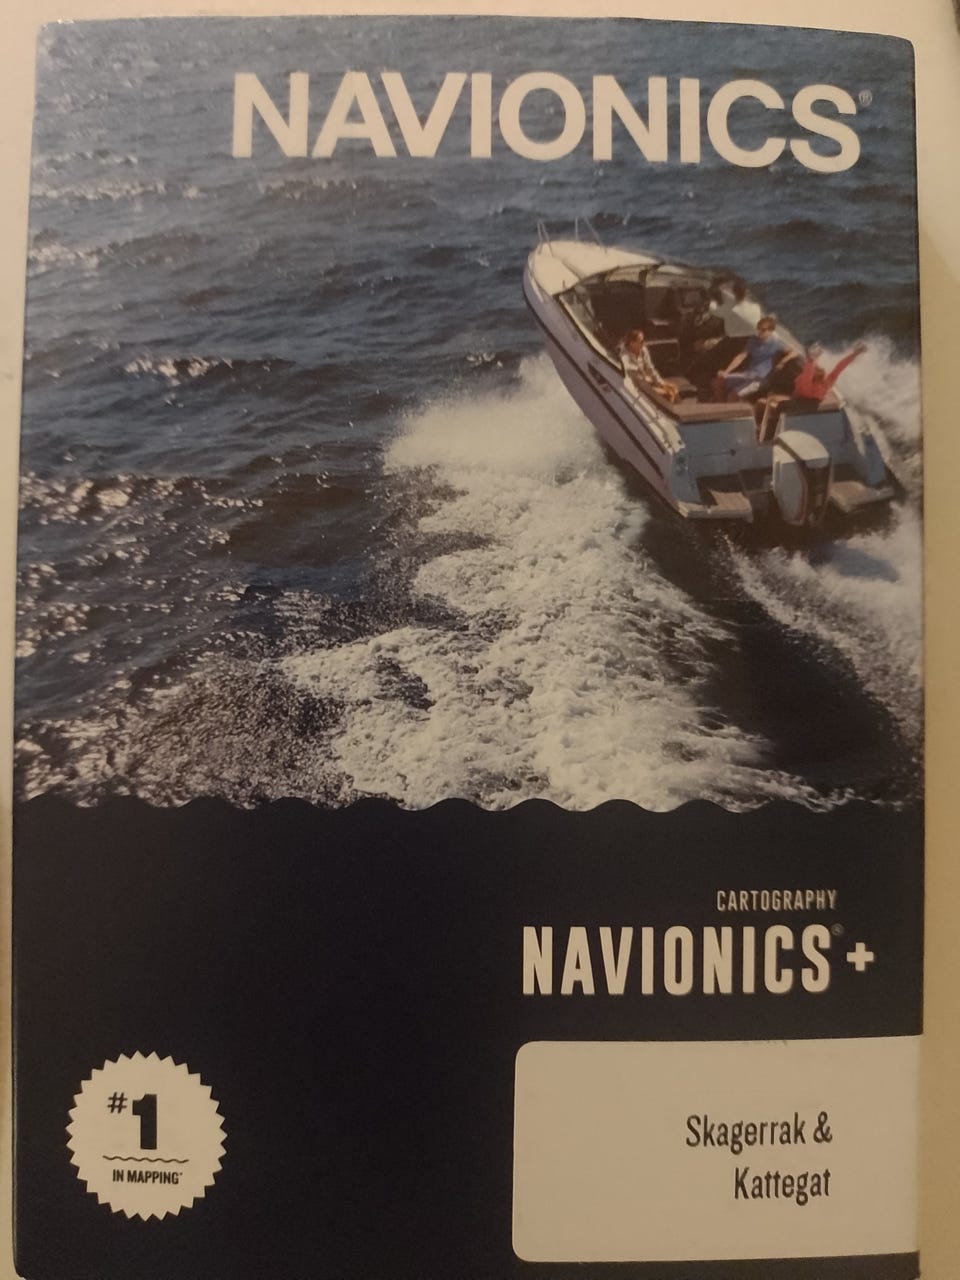 NAVIONICS®
CARTOGRAPHY
NAVIONICS®+
#1
IN MAPPING*
Skagerrak &
Kattegat